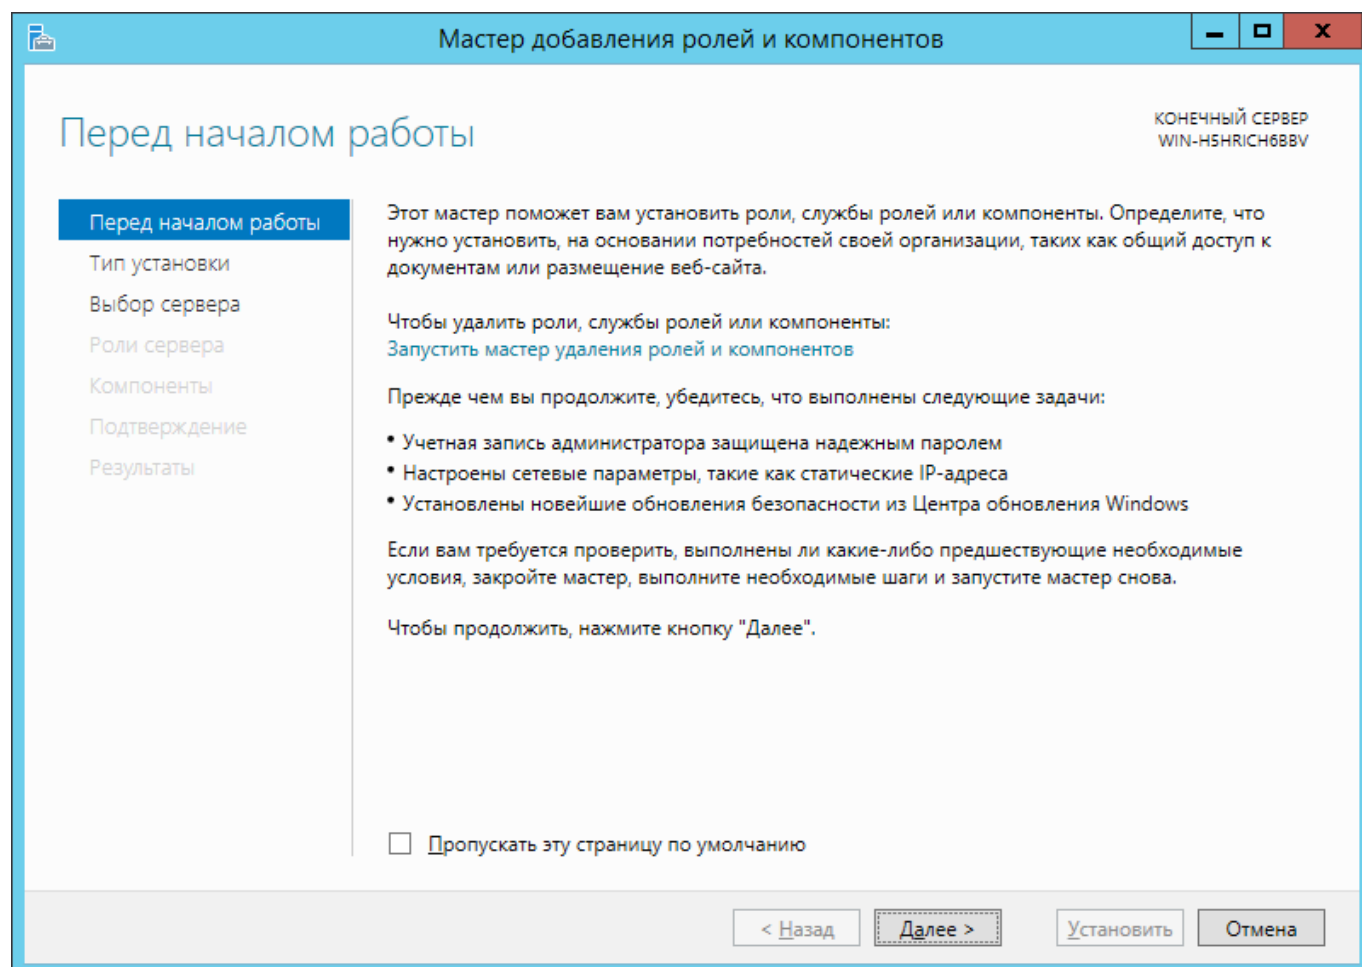 Мастер добавления ролей и компонентов
Перед началом работы
КОНЕЧНЫЙ СЕРВЕР
WIN-H5HRICH6BBV
Перед началом работы
Тип установки
Выбор сервера
Роли сервера
Компоненты
Подтверждение
Результаты
Этот мастер поможет вам установить роли, службы ролей или компоненты. Определите, что
нужно установить, на основании потребностей своей организации, таких как общий доступ к
документам или размещение веб-сайта.
Чтобы удалить роли, службы ролей или компоненты:
Запустить мастер удаления ролей и компонентов
Прежде чем вы продолжите, убедитесь, что выполнены следующие задачи:
• Учетная запись администратора защищена надежным паролем
• Настроены сетевые параметры, такие как статические IP-адреса
• Установлены новейшие обновления безопасности из Центра обновления Windows
Если вам требуется проверить, выполнены ли какие-либо предшествующие необходимые
условия, закройте мастер, выполните необходимые шаги и запустите мастер снова.
Чтобы продолжить, нажмите кнопку "Далее".
Пропускать эту страницу по умолчанию
< Назад
Далее >
Установить
Отмена